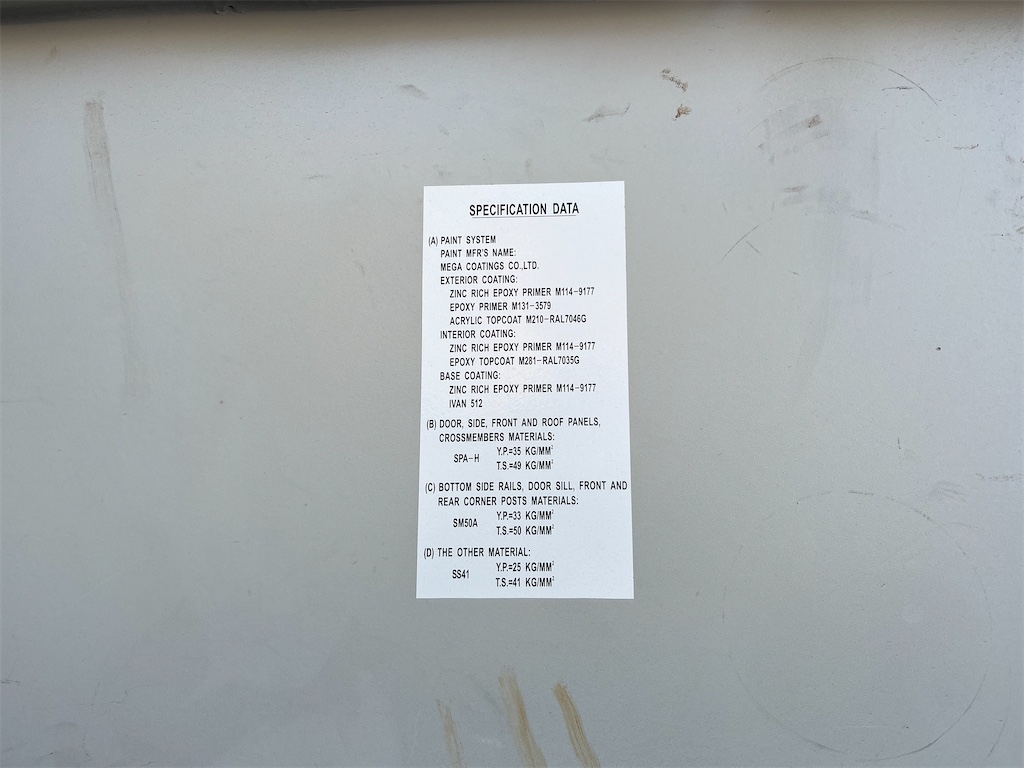 SPECIFICATION DATA
(A) PAINT SYSTEM
PAINT MFR'S NAME:
MEGA COATINGS CO.,LTD.
EXTERIOR COATING:
ZINC RICH EPOXY PRIMER M114-9177
EPOXY PRIMER M131-3579
ACRYLIC TOPCOAT M210-RAL7046G
INTERIOR COATING:
ZINC RICH EPOXY PRIMER M114-9177
EPOXY TOPCOAT M281-RAL7035G
BASE COATING:
ZINC RICH EPOXY PRIMER M114-9177
IVAN 512
(B) DOOR, SIDE, FRONT AND ROOF PANELS,
CROSSMEMBERS MATERIALS:
SPA-H Y.P.=35 KG/MM²
T.S.=49 KG/MM²
(C) BOTTOM SIDE RAILS, DOOR SILL, FRONT AND
REAR CORNER POSTS MATERIALS:
SM50A Y.P.=33 KG/MM²
T.S.=50 KG/MM²
(D) THE OTHER MATERIAL:
SS41 Y.P.=25 KG/MM²
T.S.=41 KG/MM²